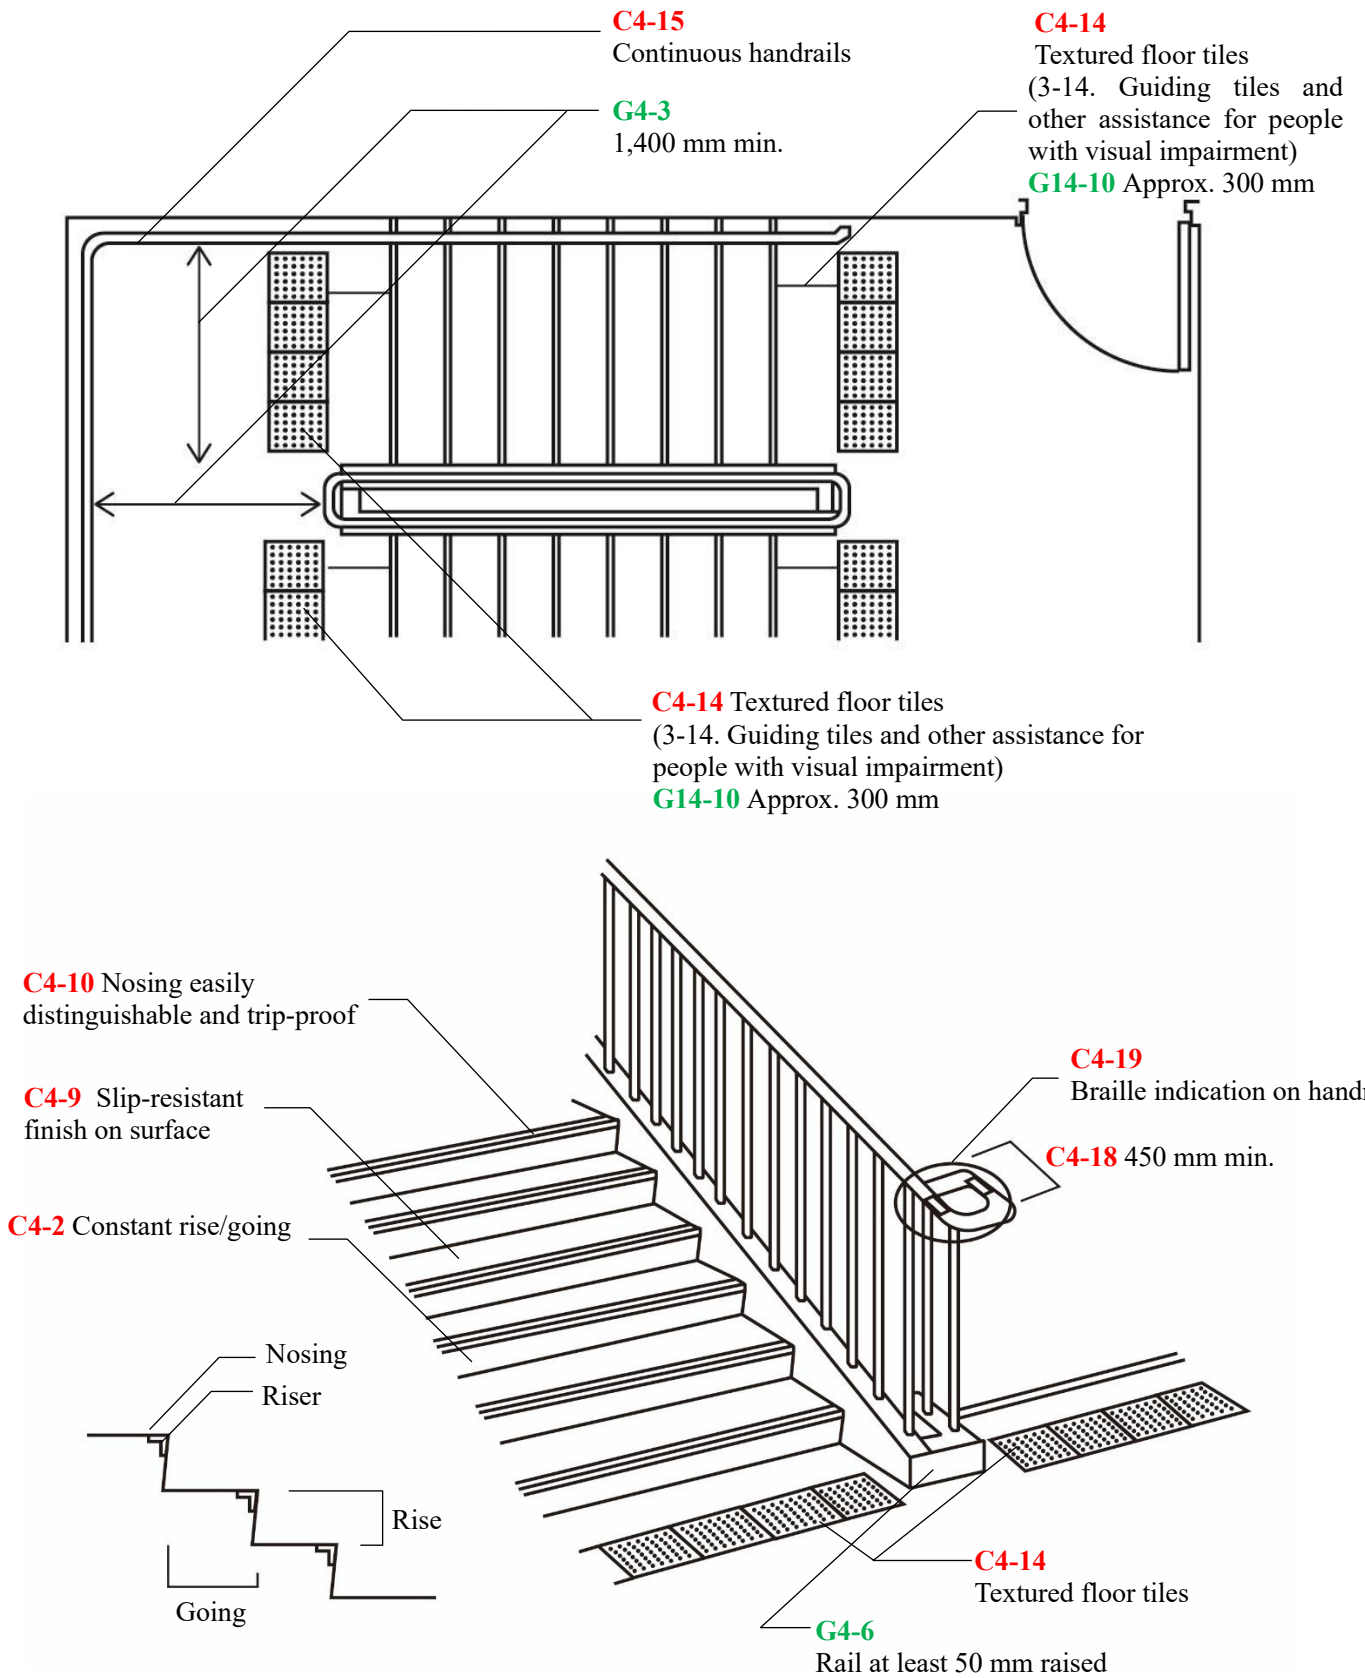 C4-15
Continuous handrails
G4-3
1,400 mm min.
C4-14
Textured floor tiles
(3-14. Guiding tiles and
other assistance for people
with visual impairment)
G14-10 Approx. 300 mm
C4-14 Textured floor tiles
(3-14. Guiding tiles and other assistance for
people with visual impairment)
G14-10 Approx. 300 mm
C4-10 Nosing easily
distinguishable and trip-proof
C4-9 Slip-resistant
finish on surface
C4-2 Constant rise/going
C4-19
Braille indication on
C4-18 450 mm min.
Nosing
Riser
Rise
Going
C4-14
Textured floor tiles
G4-6
Rail at least 50 mm raised